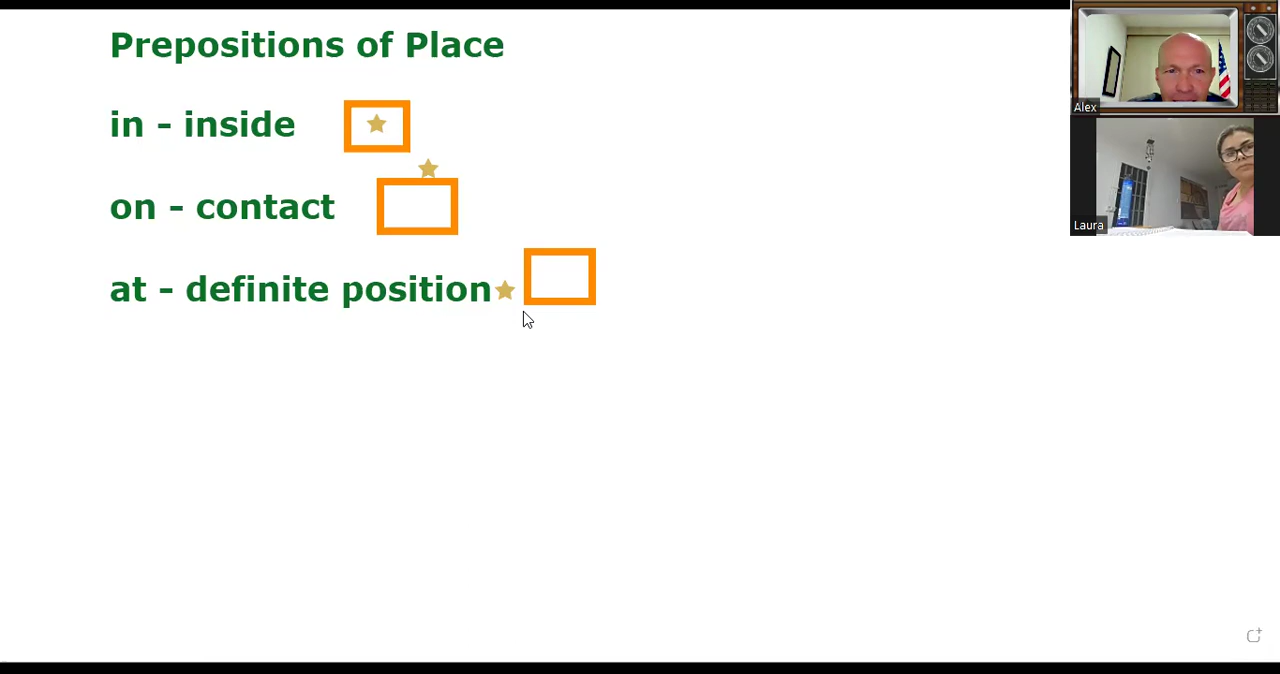 Prepositions of Place
in - inside
on - contact
at - definite position
Alex
Laura